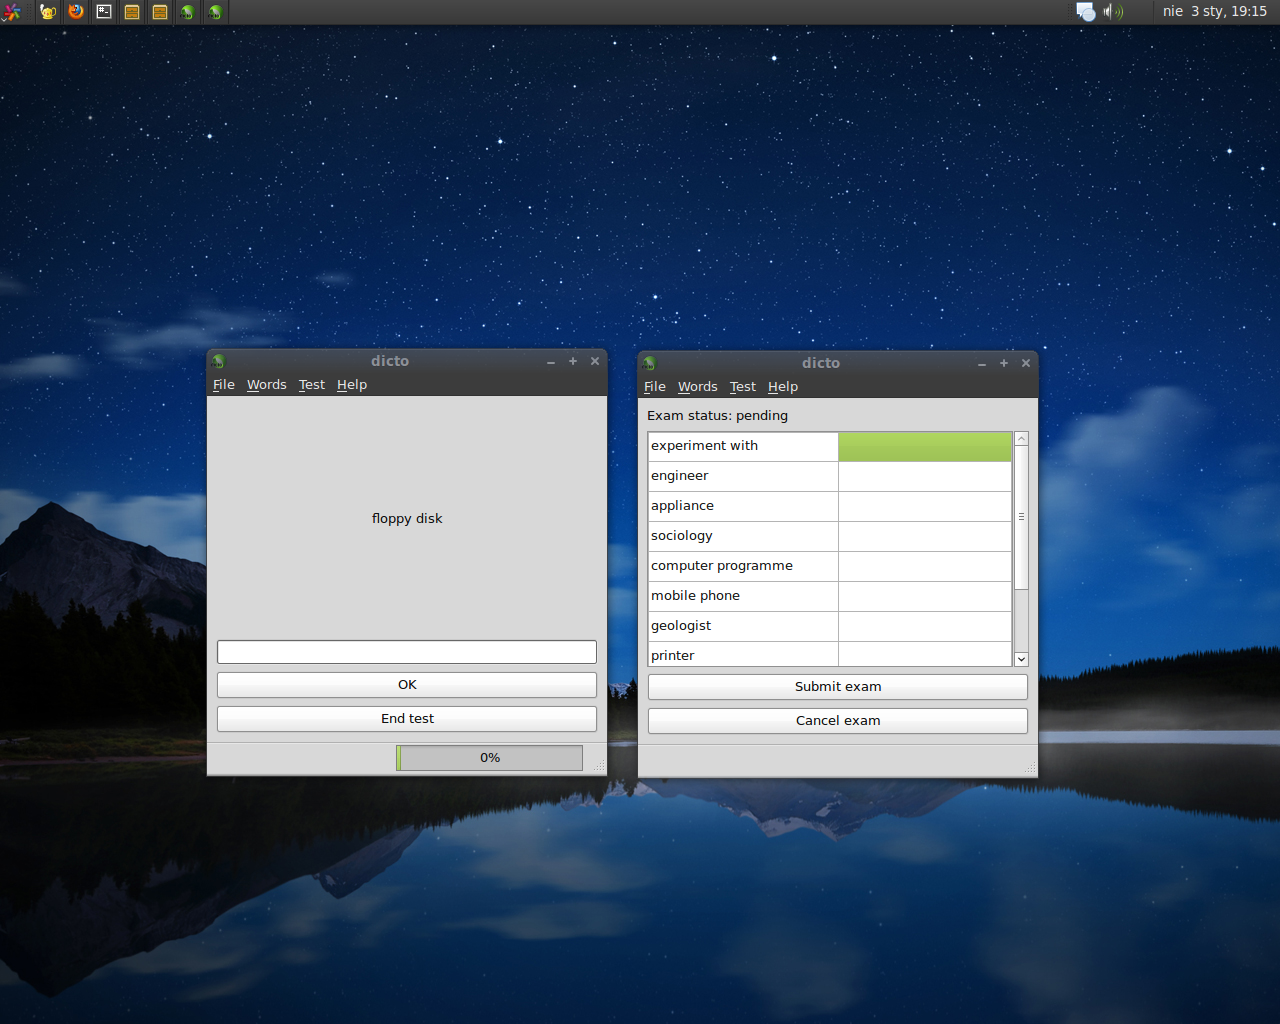 nie 3 sty, 19:15
dicto
File Words Test Help
floppy disk
OK
End test
0%
dicto
File Words Test Help
Exam status: pending
experiment with
engineer
appliance
sociology
computer programme
mobile phone
geologist
printer
Submit exam
Cancel exam